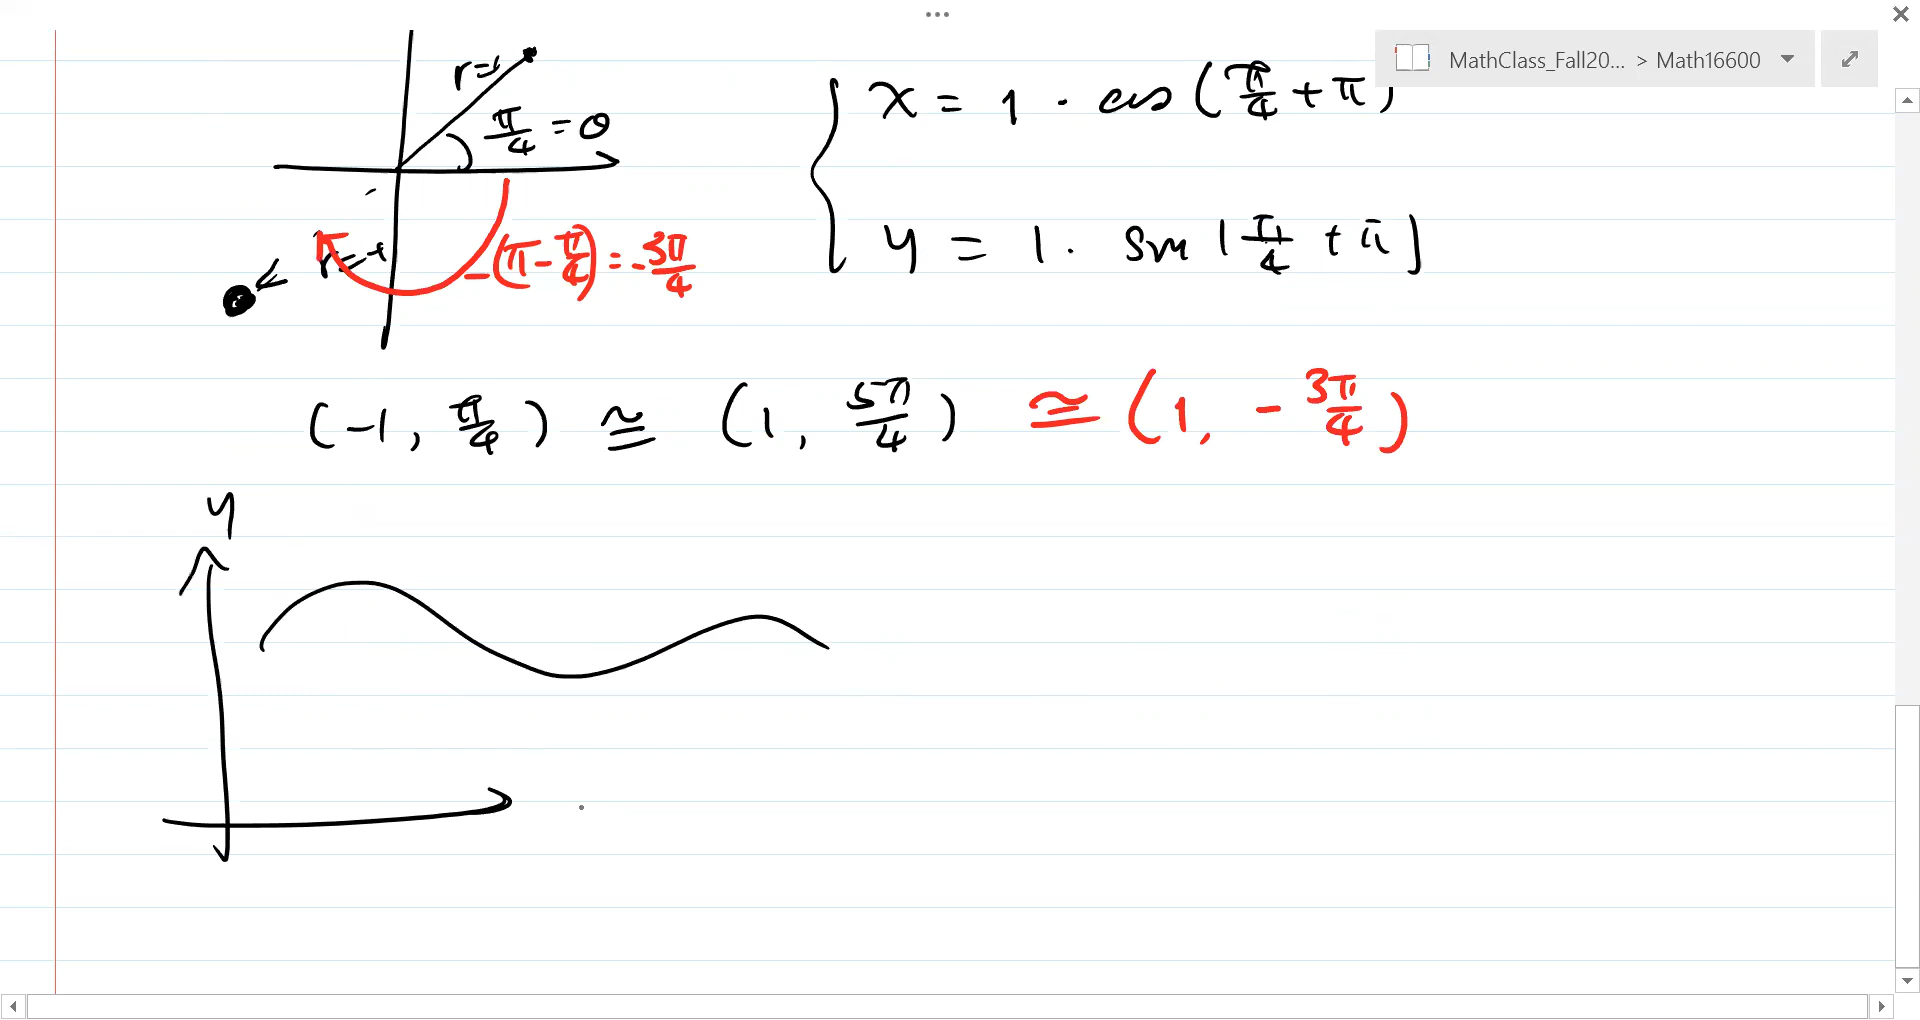 MathClass_Fall20... > Math16600
r=1
π/4 = θ
x = 1 · cos (π/4 + π)
r=-1
-(π - π/4) = -3π/4
y = 1 · sin (π/4 + π]
(-1, π/4) ≅ (1, 5π/4) ≅ (1, -3π/4)
y